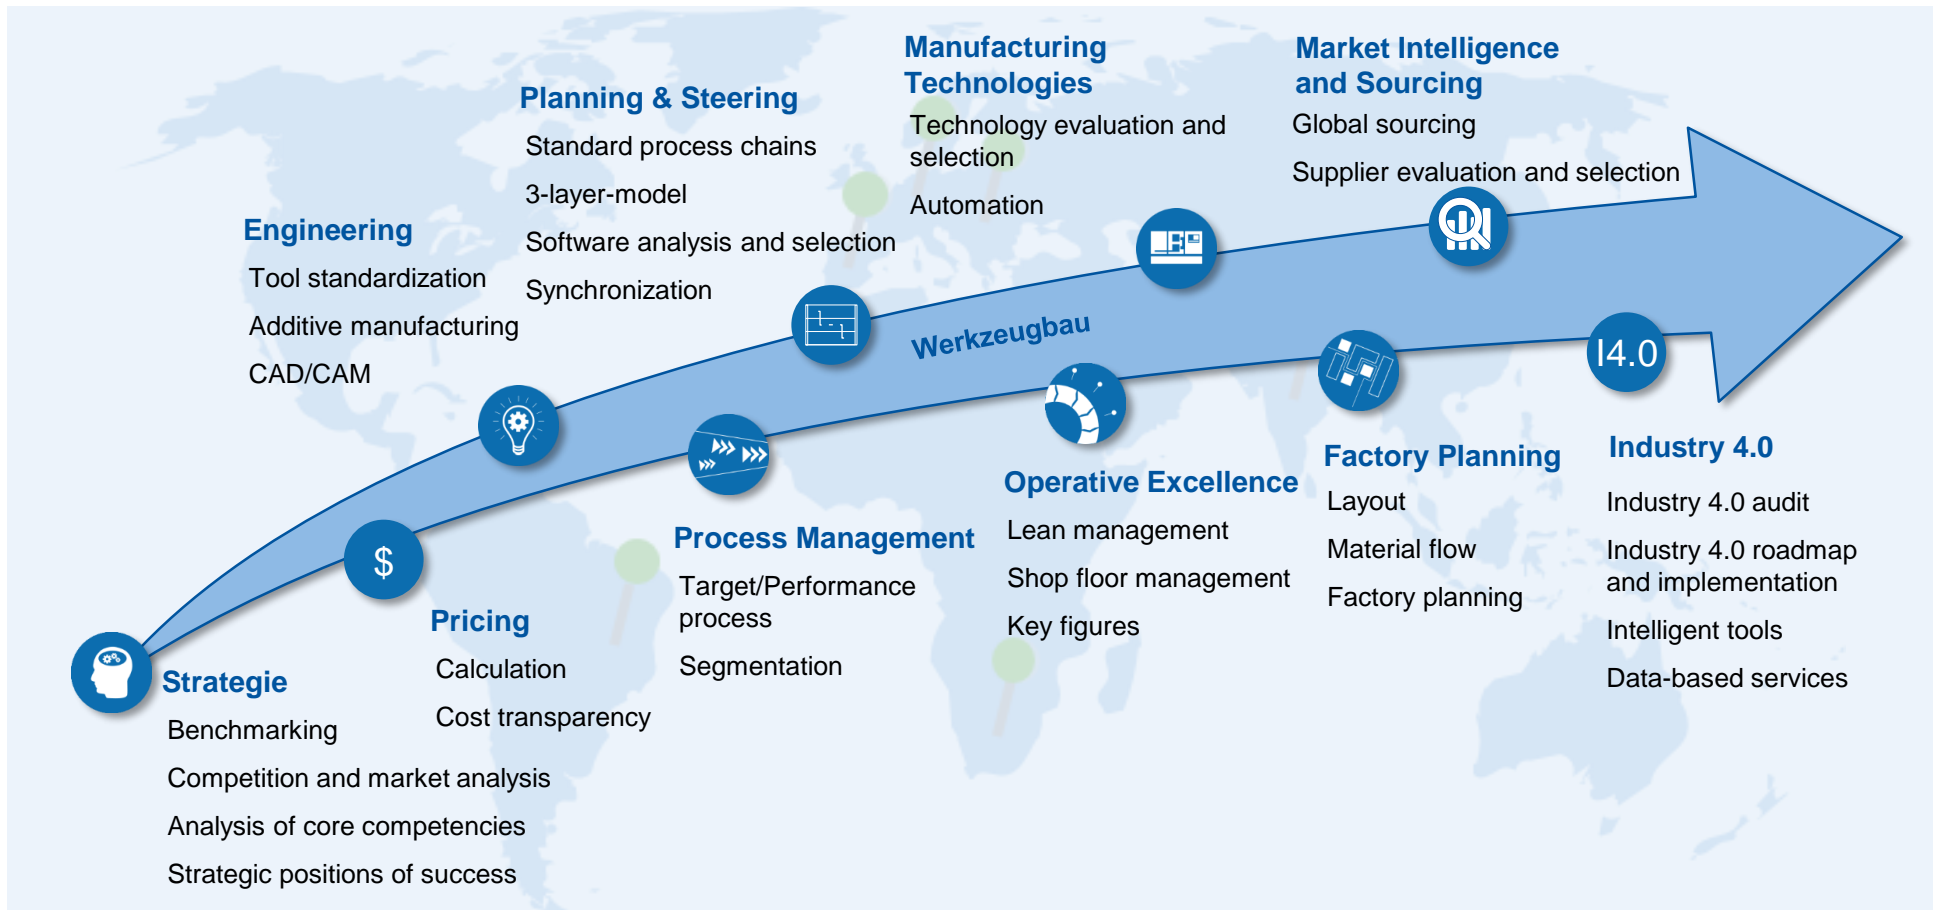 Manufacturing
Technologies
Technology evaluation and
selection
Automation
Market Intelligence
and Sourcing
Global sourcing
Supplier evaluation and selection
Planning & Steering
Standard process chains
3-layer-model
Software analysis and selection
Synchronization
Engineering
Tool standardization
Additive manufacturing
CAD/CAM
Werkzeugbau
I4.0
$
Strategie
Benchmarking
Competition and market analysis
Analysis of core competencies
Strategic positions of success
Pricing
Calculation
Cost transparency
Process Management
Target/Performance
process
Segmentation
Operative Excellence
Lean management
Shop floor management
Key figures
Factory Planning
Layout
Material flow
Factory planning
Industry 4.0
Industry 4.0 audit
Industry 4.0 roadmap
and implementation
Intelligent tools
Data-based services